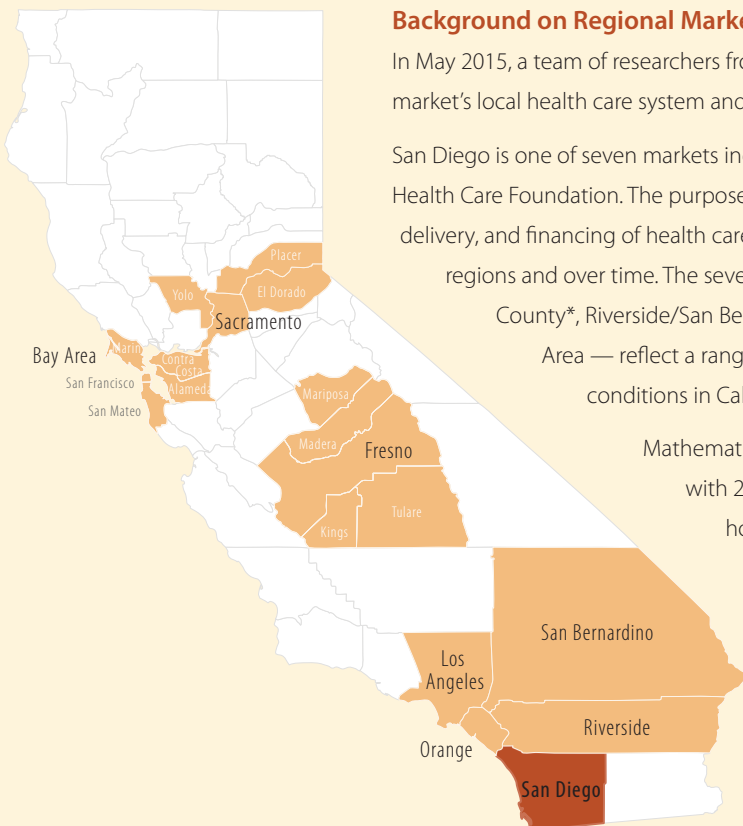 Background on Regional Marke
In May 2015, a team of researchers fro
market's local health care system and
San Diego is one of seven markets in
Health Care Foundation. The purpose
delivery, and financing of health care
regions and over time. The seve
County*, Riverside/San Be
Area — reflect a rang
conditions in Cal
Mathemat
with 2
ho
Placer
El Dorado
Yolo
Sacramento
Bay Area
Marin
Contra
Costa
San Francisco
Alameda
San Mateo
Mariposa
Madera
Fresno
Kings
Tulare
San Bernardino
Los
Angeles
Riverside
Orange
San Diego